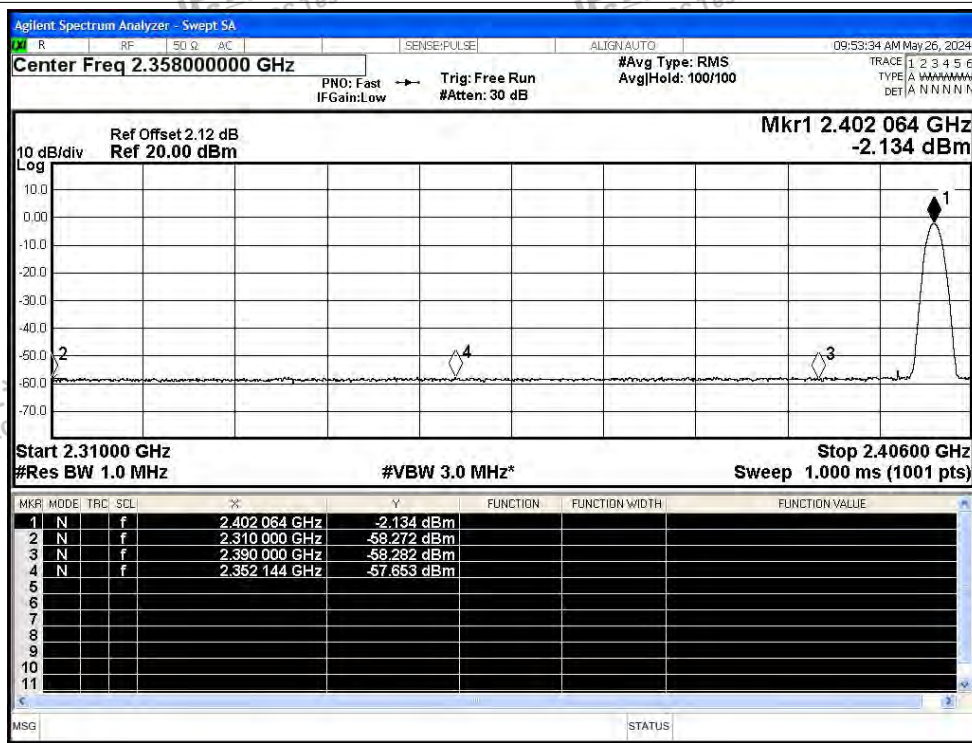 Agilent Spectrum Analyzer - Swept SA
R RF 50 Ω AC SENSE:PULSE ALIGN AUTO 09:53:34 AM May 26, 2024
Center Freq 2.358000000 GHz
PNO: Fast
IFGain:Low
Trig: Free Run
#Atten: 30 dB
#Avg Type: RMS
Avg|Hold: 100/100
TRACE 1 2 3 4 5 6
TYPE A WWWWW
DET A N N N N N
Mkr1 2.402 064 GHz
-2.134 dBm
Ref Offset 2.12 dB
10 dB/div Ref 20.00 dBm
Log
10.0
0.00
-10.0
-20.0
-30.0
-40.0
-50.0
-60.0
-70.0
1
2
4
3
Start 2.31000 GHz Stop 2.40600 GHz
#Res BW 1.0 MHz #VBW 3.0 MHz* Sweep 1.000 ms (1001 pts)
MKR MODE TRC SCL X Y FUNCTION FUNCTION WIDTH FUNCTION VALUE
1 N f 2.402 064 GHz -2.134 dBm
2 N f 2.310 000 GHz -58.272 dBm
3 N f 2.390 000 GHz -58.282 dBm
4 N f 2.352 144 GHz -57.653 dBm
5
6
7
8
9
10
11
MSG STATUS